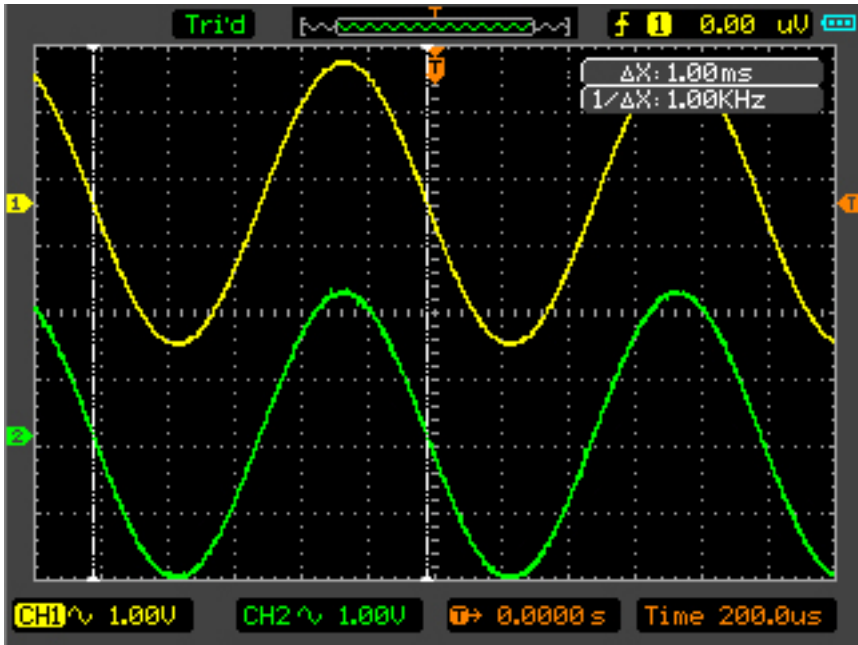 Tri'd T 1 0.00 uV
T
ΔX: 1.00ms
1/ΔX: 1.00KHz
1 T
2
CH1 1.00V CH2 1.00V T 0.0000 s Time 200.0us